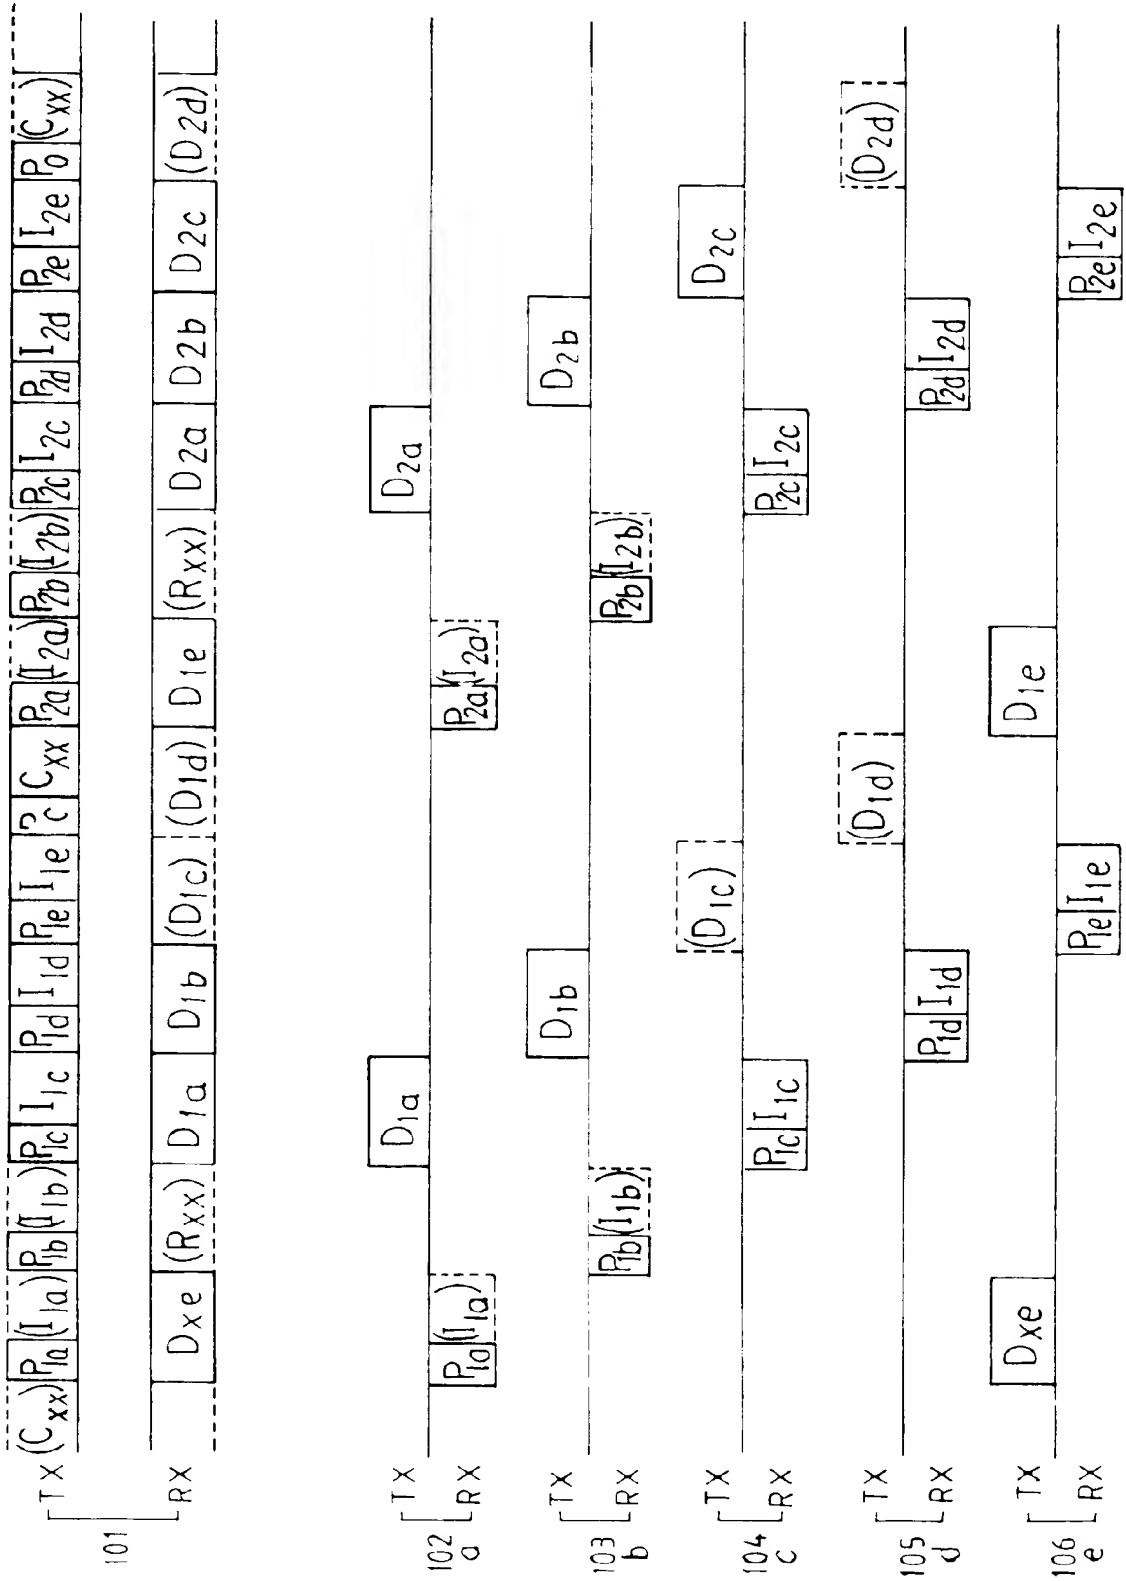 101 TX (Cxx) P1a (I1a) P1b (I1b) P1c I1c P1d I1d P1e I1e Pc Cxx P2a (I2a) P2b (I2b) P2c I2c P2d I2d P2e I2e P0 (Cxx)
RX Dxe (Rxx) D1a D1b (D1c) (D1d) D1e (Rxx) D2a D2b D2c (D2d)
102 a TX D1a D2a
RX P1a (I1a) P2a (I2a)
103 b TX D1b D2b
RX P1b (I1b) P2b (I2b)
104 c TX (D1c) D2c
RX P1c I1c P2c I2c
105 d TX (D1d) (D2d)
RX P1d I1d P2d I2d
106 e TX Dxe D1e
RX P1e I1e P2e I2e